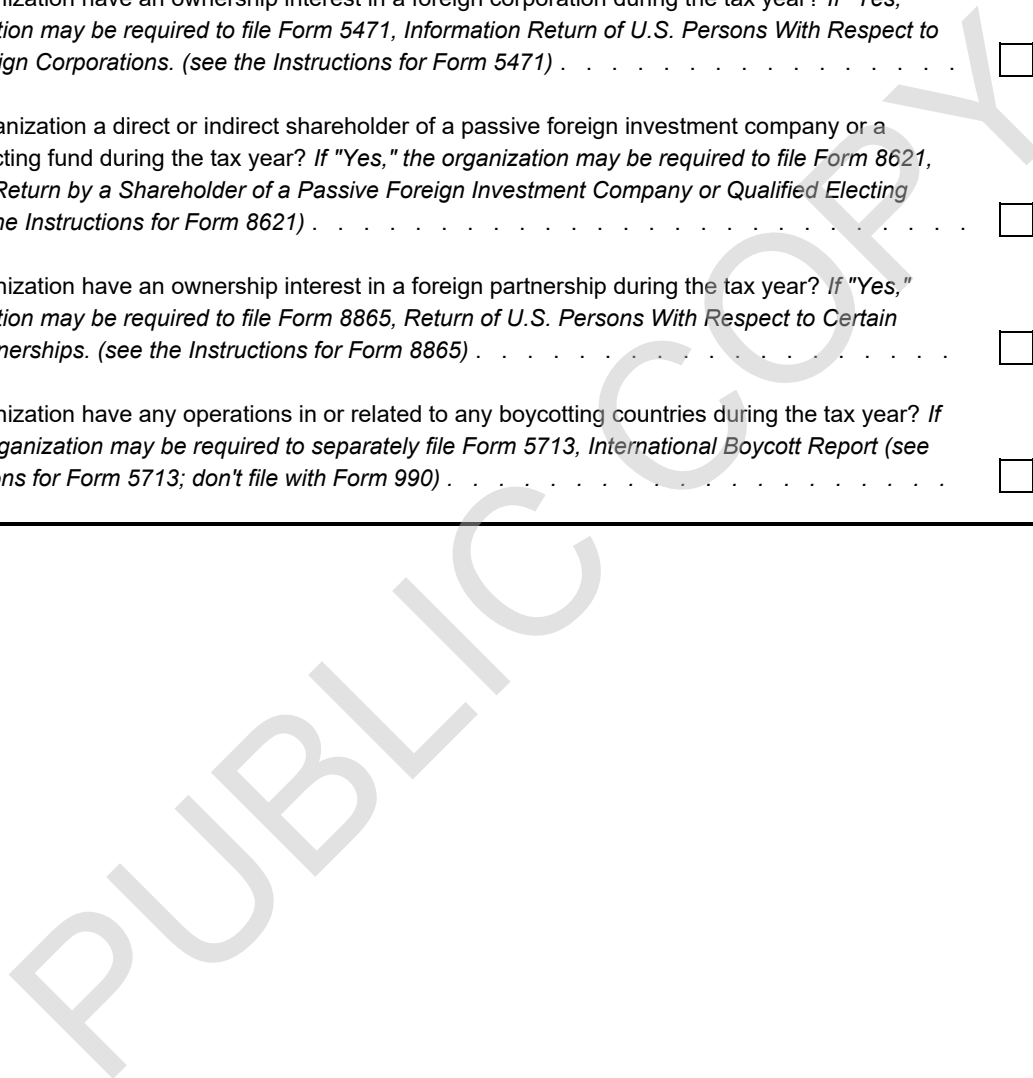 nization have an ownership interest in a foreign corporation during the tax year? If "Yes,"
tion may be required to file Form 5471, Information Return of U.S. Persons With Respect to
ign Corporations. (see the Instructions for Form 5471) . . . . . . . . . . . . . . . .
anization a direct or indirect shareholder of a passive foreign investment company or a
cting fund during the tax year? If "Yes," the organization may be required to file Form 8621,
Return by a Shareholder of a Passive Foreign Investment Company or Qualified Electing
ne Instructions for Form 8621) . . . . . . . . . . . . . . . . . . . . . . . . . .
nization have an ownership interest in a foreign partnership during the tax year? If "Yes,"
tion may be required to file Form 8865, Return of U.S. Persons With Respect to Certain
nerships. (see the Instructions for Form 8865) . . . . . . . . . . . . . . . . . . .
nization have any operations in or related to any boycotting countries during the tax year? If
rganization may be required to separately file Form 5713, International Boycott Report (see
ons for Form 5713; don't file with Form 990) . . . . . . . . . . . . . . . . . . . .
PUBLIC COPY